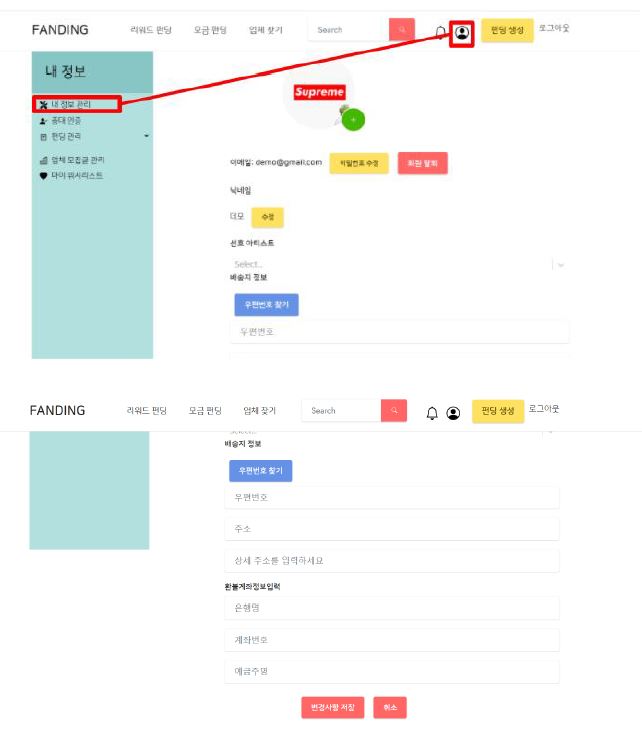 FANDING 리워드 펀딩 모금 펀딩 업체 찾기 Search 펀딩 생성 로그아웃
내 정보
내 정보 관리
홈대 인증
펀딩 관리
업체 모집글 관리
마이 위시리스트
Supreme
이메일: demo@gmail.com 비밀번호 수정 회원 탈퇴
닉네임
데모 수정
선호 아티스트
Select...
배송지 정보
우편번호 찾기
우편번호
FANDING 리워드 펀딩 모금 펀딩 업체 찾기 Search 펀딩 생성 로그아웃
배송지 정보
우편번호 찾기
우편번호
주소
상세 주소를 입력하세요
환불계좌정보입력
은행명
계좌번호
예금주명
변경사항 저장 취소